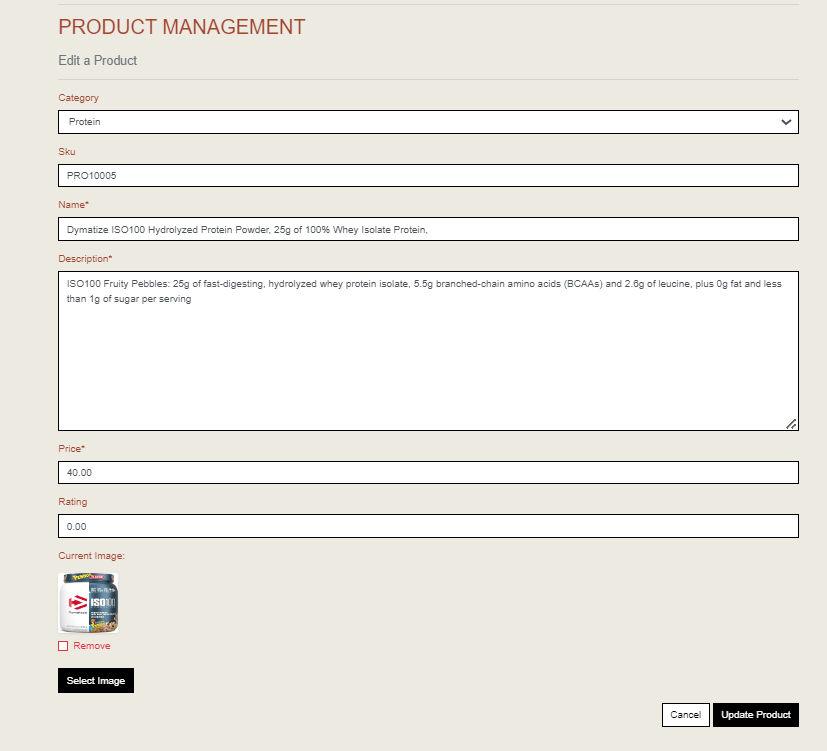 PRODUCT MANAGEMENT
Edit a Product
Category
Protein
Sku
PRO10005
Name*
Dymatize ISO100 Hydrolyzed Protein Powder, 25g of 100% Whey Isolate Protein,
Description*
ISO100 Fruity Pebbles: 25g of fast-digesting, hydrolyzed whey protein isolate, 5.5g branched-chain amino acids (BCAAs) and 2.6g of leucine, plus 0g fat and less
than 1g of sugar per serving
Price*
40.00
Rating
0.00
Current Image:
ISO100
Remove
Select Image
Cancel Update Product